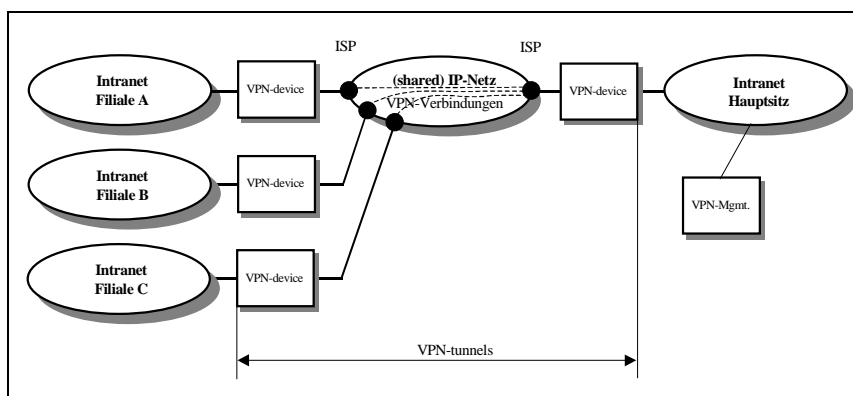 ISP
ISP
Intranet
Filiale A
VPN-device
(shared) IP-Netz
VPN-Verbindungen
VPN-device
Intranet
Hauptsitz
Intranet
Filiale B
VPN-device
VPN-Mgmt.
Intranet
Filiale C
VPN-device
VPN-tunnels